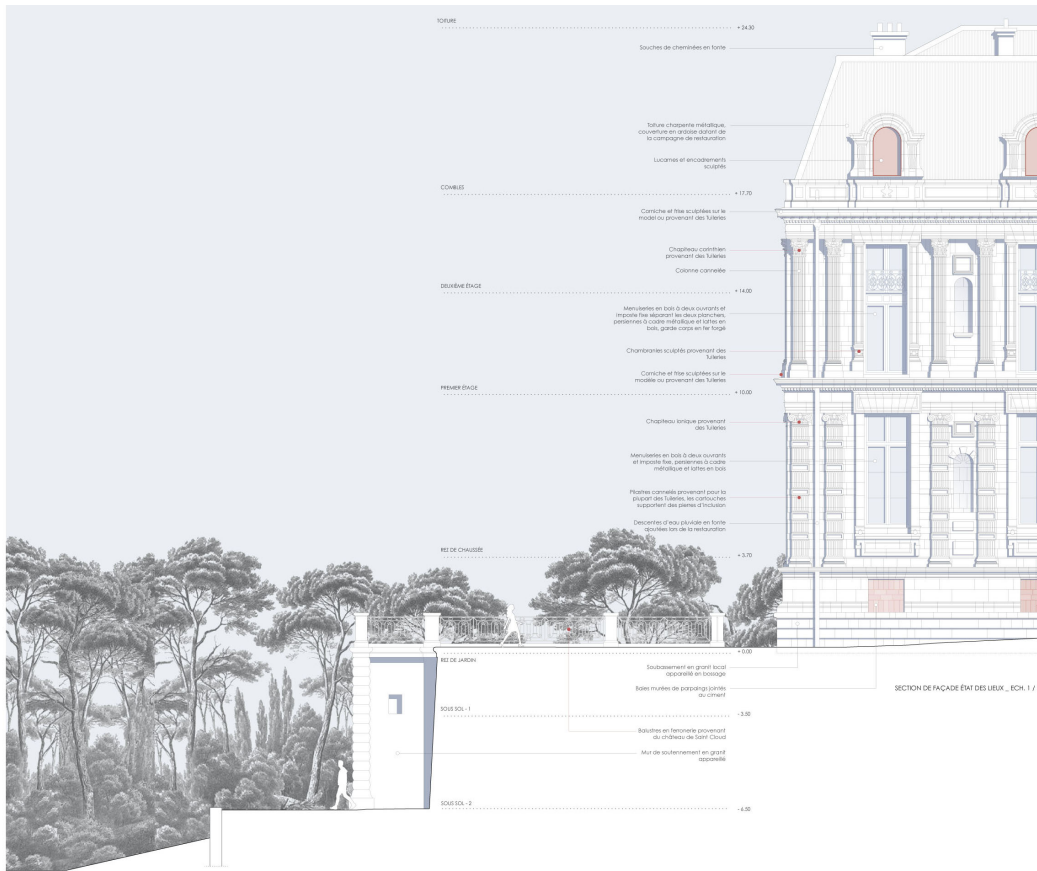 TOITURE
+ 24.30
Souches de cheminées en fonte
Toiture charpente métallique,
couverture en ardoise datant de
la campagne de restauration
Lucarnes et encadrements
sculptés
COMBLES
+ 17.70
Corniche et frise sculptées sur le
model ou provenant des Tuileries
Chapiteau corinthien
provenant des Tuileries
Colonne cannelée
DEUXIÈME ÉTAGE
+ 14.00
Menuiseries en bois à deux ouvrants et
imposte fixe séparant les deux planchers,
persiennes à cadre métallique et lattes en
bois, garde corps en fer forgé
Chambranles sculptés provenant des
Tuileries
Corniche et frise sculptées sur le
modèle ou provenant des Tuileries
PREMIER ÉTAGE
+ 10.00
Chapiteau ionique provenant
des Tuileries
Menuiseries en bois à deux ouvrants
et imposte fixe, persiennes à cadre
métallique et lattes en bois
Pilastres cannelés provenant pour la
plupart des Tuileries, les cartouches
supportent des pierres d'inclusion
Descentes d'eau pluviale en fonte
ajoutées lors de la restauration
REZ DE CHAUSSÉE
+ 3.70
+ 0.00
REZ DE JARDIN
Soubassement en granit local
appareillé en bossage
Baies murées de parpaings jointés
au ciment
SECTION DE FAÇADE ÉTAT DES LIEUX _ ECH. 1 /
SOUS SOL - 1
- 3.50
Balustres en ferronerie provenant
du château de Saint Cloud
Mur de soutennement en granit
appareillé
SOUS SOL - 2
- 6.50